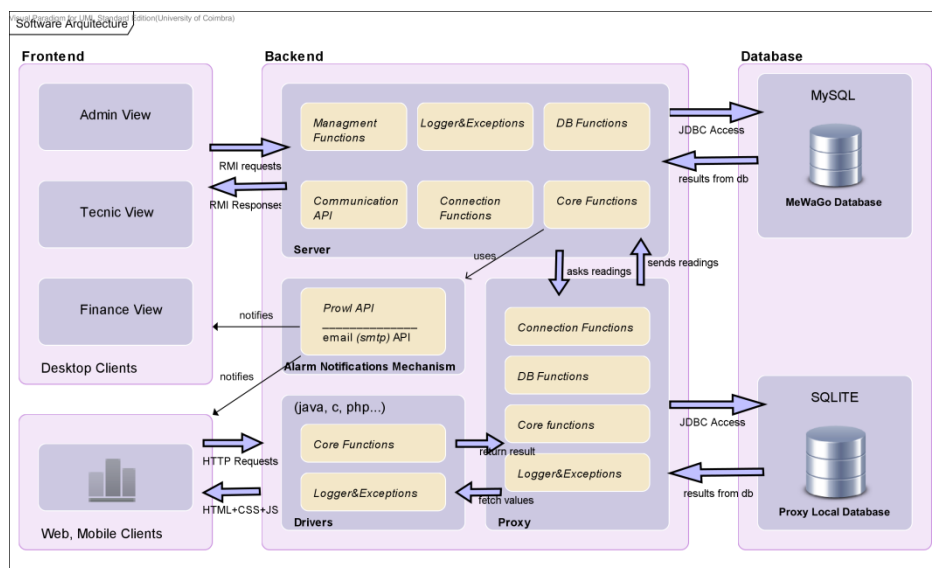 Visual Paradigm for UML Standard Edition(University of Coimbra)
Software Arquitecture
Frontend
Backend
Database
Admin View
Tecnic View
Finance View
Desktop Clients
RMI requests
RMI Responses
Managment
Functions
Logger&Exceptions
DB Functions
Communication
API
Connection
Functions
Core Functions
Server
JDBC Access
results from db
MySQL
MeWaGo Database
uses
asks readings
sends readings
Prowl API
______________
email (smtp) API
Alarm Notifications Mechanism
notifies
notifies
Connection Functions
DB Functions
Core functions
Logger&Exceptions
Proxy
(java, c, php...)
Core Functions
Logger&Exceptions
Drivers
return result
fetch values
HTTP Requests
HTML+CSS+JS
Web, Mobile Clients
JDBC Access
results from db
SQLITE
Proxy Local Database